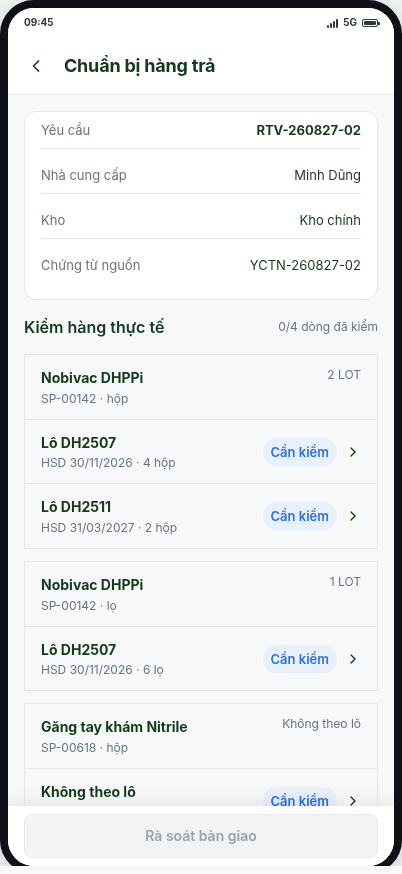 09:45 5G
Chuẩn bị hàng trả
Yêu cầu RTV-260827-02
Nhà cung cấp Minh Dũng
Kho Kho chính
Chứng từ nguồn YCTN-260827-02
Kiểm hàng thực tế 0/4 dòng đã kiểm
Nobivac DHPPi 2 LOT
SP-00142 · hộp
Lô DH2507 Cần kiểm
HSD 30/11/2026 · 4 hộp
Lô DH2511 Cần kiểm
HSD 31/03/2027 · 2 hộp
Nobivac DHPPi 1 LOT
SP-00142 · lọ
Lô DH2507 Cần kiểm
HSD 30/11/2026 · 6 lọ
Găng tay khám Nitrile Không theo lô
SP-00618 · hộp
Không theo lô Cần kiểm
Rà soát bàn giao